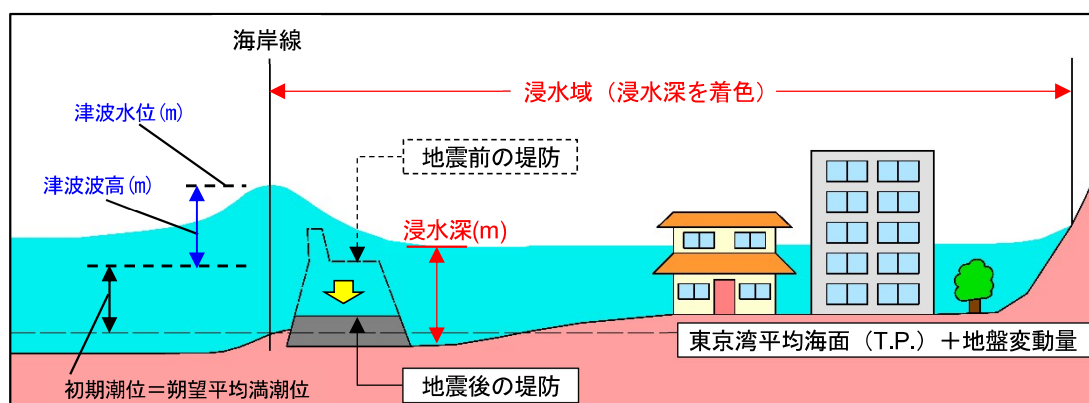 海岸線
浸水域（浸水深を着色）
津波水位(m)
地震前の堤防
津波波高(m)
浸水深(m)
東京湾平均海面（T.P.）＋地盤変動量
初期潮位＝朔望平均満潮位
地震後の堤防